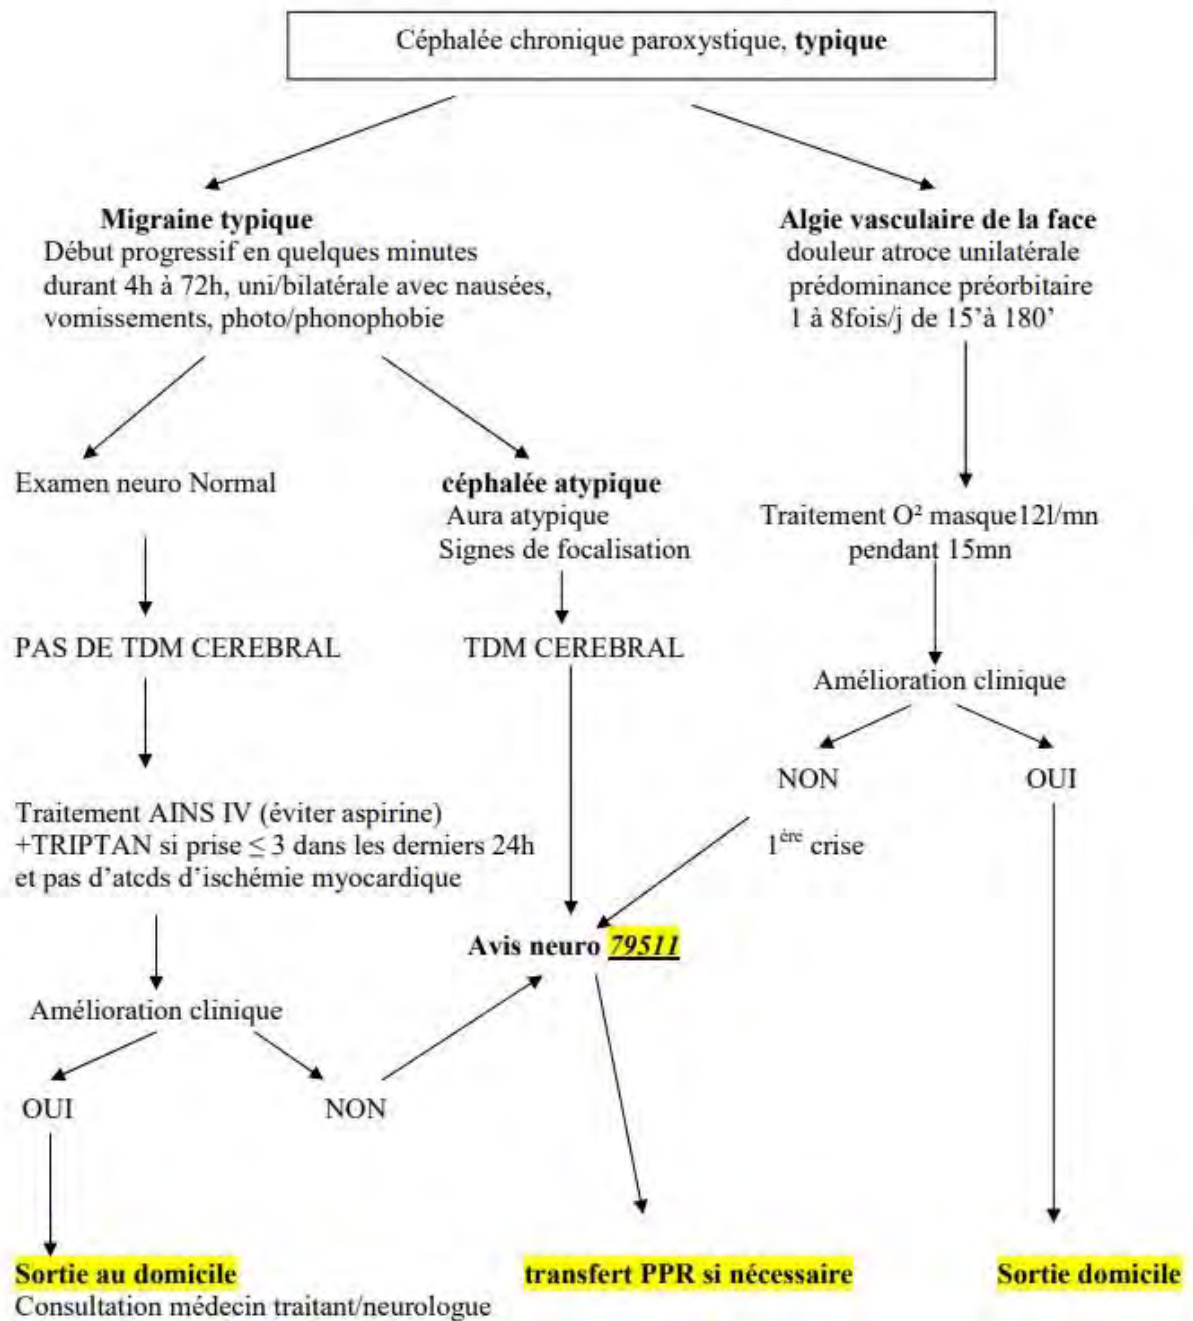 Céphalée chronique paroxystique, typique
Migraine typique
Début progressif en quelques minutes
durant 4h à 72h, uni/bilatérale avec nausées,
vomissements, photo/phonophobie
Algie vasculaire de la face
douleur atroce unilatérale
prédominance préorbitaire
1 à 8fois/j de 15’à 180’
Examen neuro Normal
céphalée atypique
Aura atypique
Signes de focalisation
Traitement O² masque12l/mn
pendant 15mn
PAS DE TDM CEREBRAL
TDM CEREBRAL
Amélioration clinique
NON
OUI
1ère crise
Traitement AINS IV (éviter aspirine)
+TRIPTAN si prise ≤ 3 dans les derniers 24h
et pas d’atcds d’ischémie myocardique
Avis neuro 79511
Amélioration clinique
OUI
NON
Sortie au domicile
Consultation médecin traitant/neurologue
transfert PPR si nécessaire
Sortie domicile